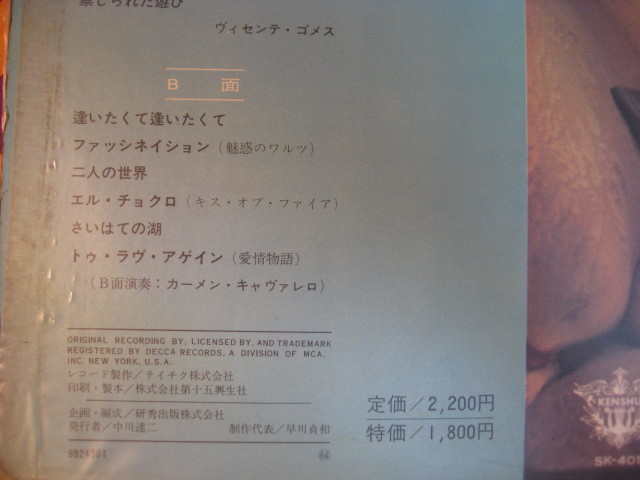 禁じられた遊び
ヴィセンテ・ゴメス
B 面
逢いたくて逢いたくて
ファッシネイション(魅惑のワルツ)
二人の世界
エル・チョクロ(キス・オブ・ファイア)
さいはての湖
トゥ・ラヴ・アゲイン(愛情物語)
(B面演奏:カーメン・キャヴァレロ)
ORIGINAL RECORDING BY, LICENSED BY, AND TRADEMARK
REGISTERED BY DECCA RECORDS, A DIVISION OF MCA,
INC. NEW YORK, U.S.A.
レコード製作/テイチク株式会社
印刷・製本/株式会社第十五興生社
企画・編成/研秀出版株式会社
発行者/中川達二 制作代表/早川貞和
定価/2,200円
特価/1,800円
KENSHU
SK-401